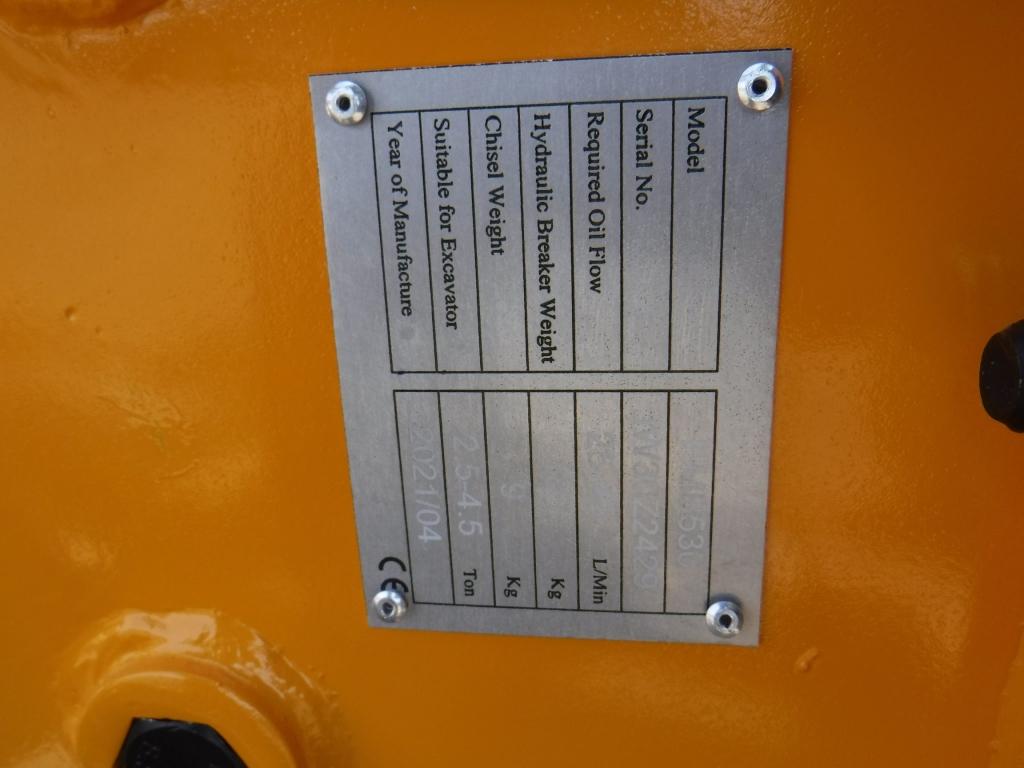 Model
Serial No.
Required Oil Flow L/Min
Hydraulic Breaker Weight Kg
Chisel Weight 9 Kg
Suitable for Excavator 2.5-4.5 Ton
Year of Manufacture 2021/04
CE